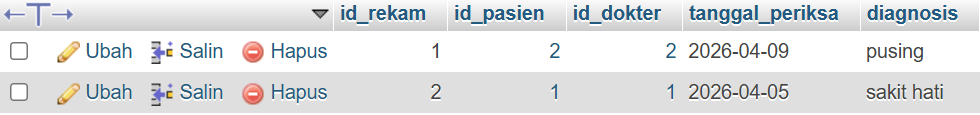 id_rekam id_pasien id_dokter tanggal_periksa diagnosis
Ubah Salin Hapus 1 2 2 2026-04-09 pusing
Ubah Salin Hapus 2 1 1 2026-04-05 sakit hati